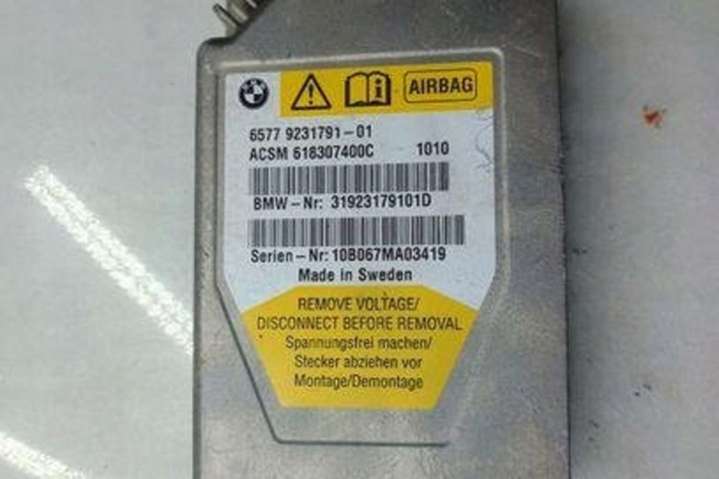 AIRBAG
6577 9231791-01
ACSM 618307400C 1010
BMW-Nr: 31923179101D
Serien-Nr: 10B067MA03419
Made in Sweden
REMOVE VOLTAGE/
DISCONNECT BEFORE REMOVAL
Spannungsfrei machen/
Stecker abziehen vor
Montage/Demontage